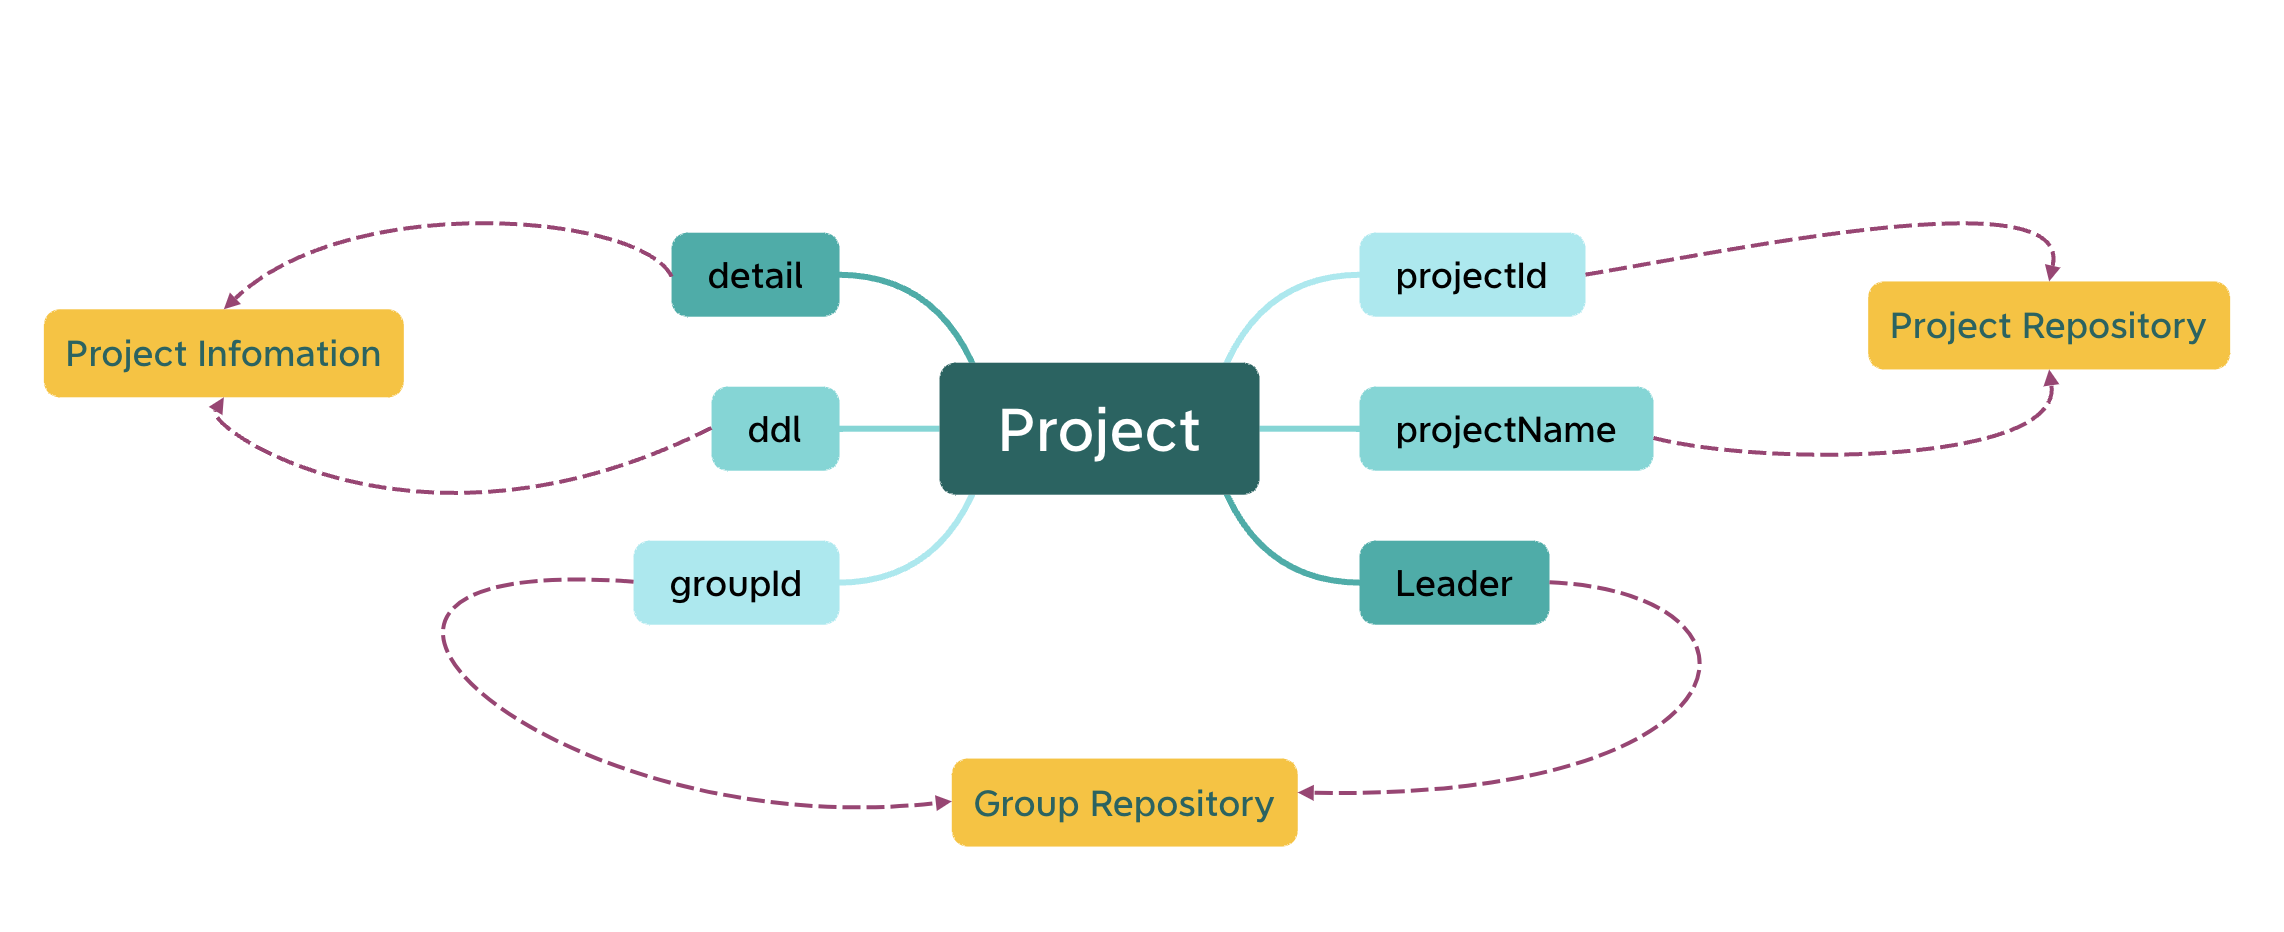 detail
projectId
Project Repository
Project Infomation
ddl
Project
projectName
groupId
Leader
Group Repository